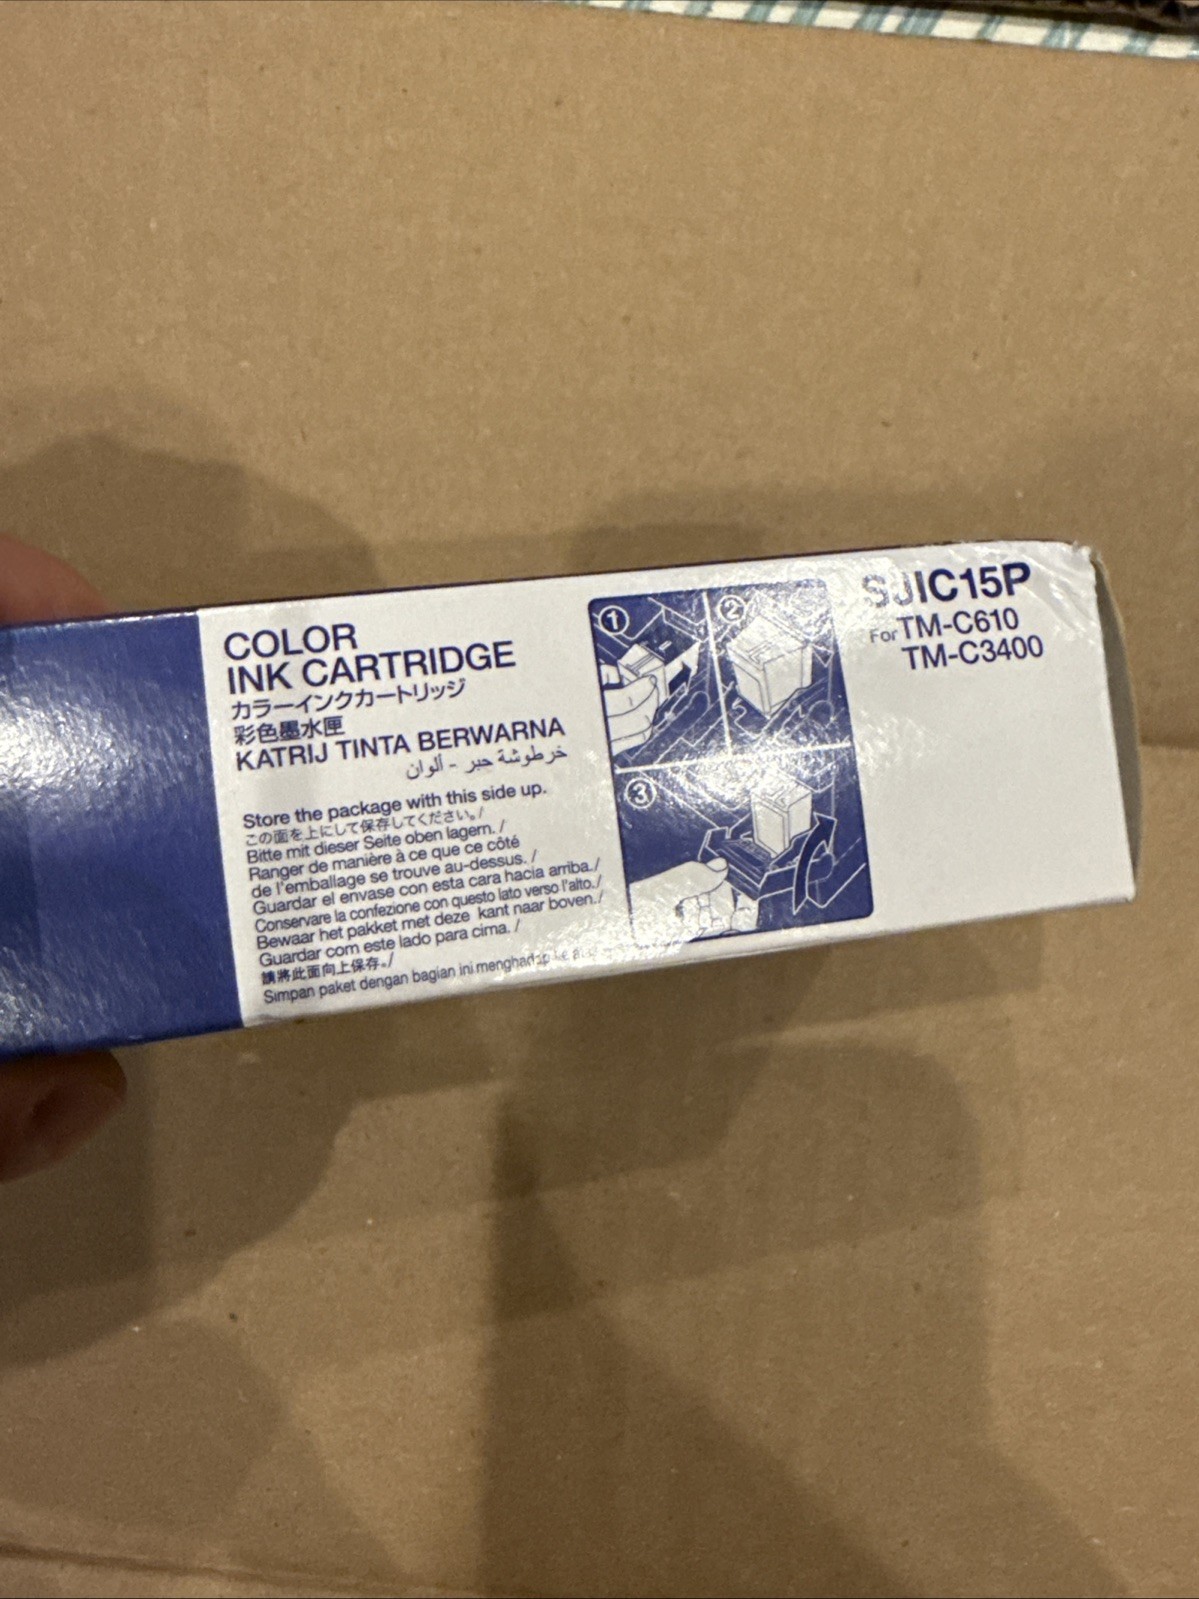 COLOR
INK CARTRIDGE
カラーインクカートリッジ
彩色墨水匣
KATRIJ TINTA BERWARNA
خرطوشة حبر - ألوان
Store the package with this side up.
この面を上にして保存してください。/
Bitte mit dieser Seite oben lagern. /
Ranger de manière à ce que ce côté
de l'emballage se trouve au-dessus. /
Guardar el envase con esta cara hacia arriba./
Conservare la confezione con questo lato verso l'alto./
Bewaar het pakket met deze kant naar boven./
Guardar com este lado para cima. /
請將此面向上保存。/
Simpan paket dengan bagian ini menghadap ke
1
2
3
SJIC15P
For TM-C610
TM-C3400